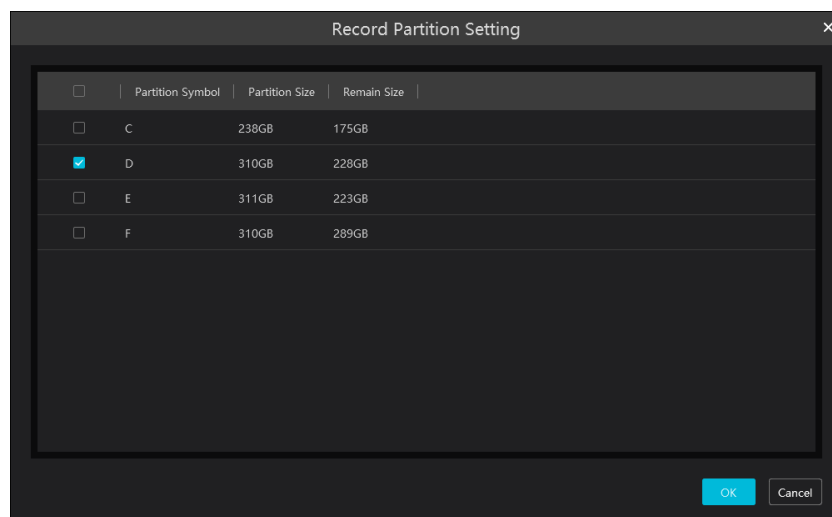 Record Partition Setting
Partition Symbol Partition Size Remain Size
C 238GB 175GB
D 310GB 228GB
E 311GB 223GB
F 310GB 289GB
OK Cancel